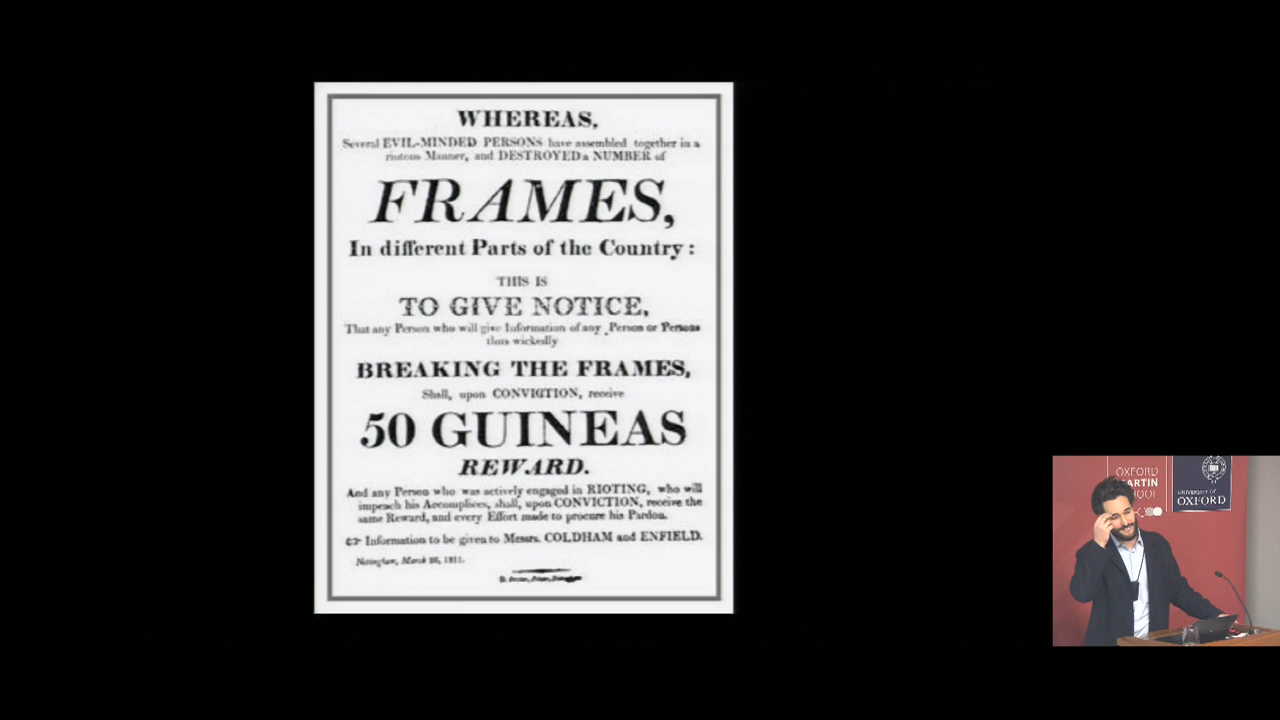 WHEREAS,
Several EVIL-MINDED PERSONS have assembled together in a
riotous Manner, and DESTROYED a NUMBER of
FRAMES,
In different Parts of the Country :
THIS IS
TO GIVE NOTICE,
That any Person who will give Information of any Person or Persons
thus wickedly
BREAKING THE FRAMES,
Shall, upon CONVICTION, receive
50 GUINEAS
REWARD.
And any Person who was actively engaged in RIOTING, who will
impeach his Accomplices, shall, upon CONVICTION, receive the
same Reward, and every Effort made to procure his Pardon.
☞ Information to be given to Messrs. COLDHAM and ENFIELD.
Nottingham, March 26, 1811.
OXFORD
MARTIN
UNIVERSITY OF
OXFORD